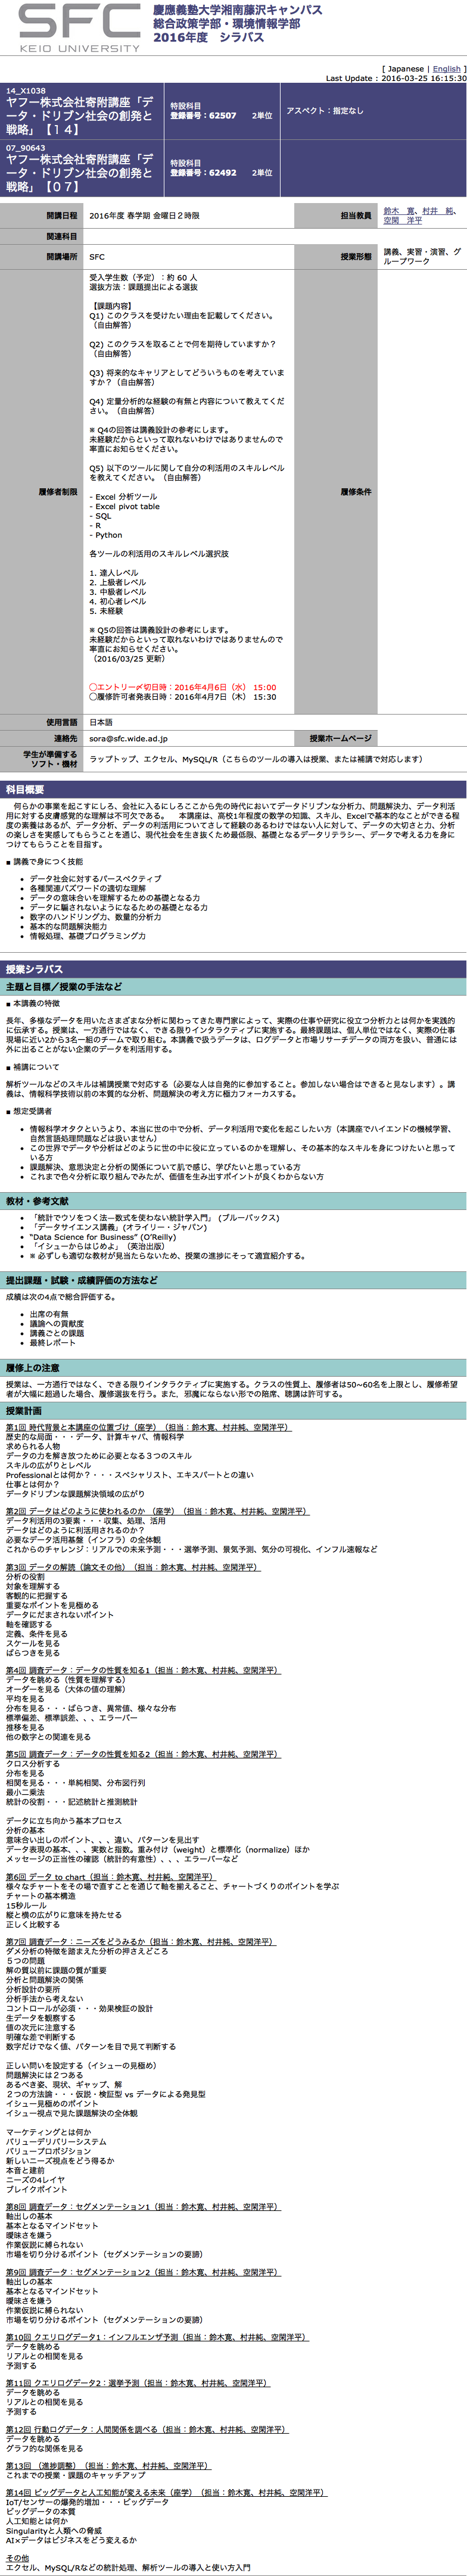 SFC
KEIO UNIVERSITY
慶應義塾大学湘南藤沢キャンパス
総合政策学部・環境情報学部
2016年度 シラバス
[ Japanese | English ]
Last Update : 2016-03-25 16:15:30
14_X1038
ヤフー株式会社寄附講座「デ
ータ・ドリブン社会の創発と
戦略」【１４】
特設科目
登録番号：62507 2単位
アスペクト：指定なし
07_90643
ヤフー株式会社寄附講座「デ
ータ・ドリブン社会の創発と
戦略」【０７】
特設科目
登録番号：62492 2単位
開講日程
2016年度 春学期 金曜日２時限
担当教員
鈴木 寛、村井 純、
空閑 洋平
関連科目
開講場所
SFC
授業形態
講義、実習・演習、グ
ループワーク
履修者制限
受入学生数（予定）：約 60 人
選抜方法：課題提出による選抜
【課題内容】
Q1) このクラスを受けたい理由を記載してください。
（自由解答）
Q2) このクラスを取ることで何を期待していますか？
（自由解答）
Q3) 将来的なキャリアとしてどういうものを考えていま
すか？（自由解答）
Q4) 定量分析的な経験の有無と内容について教えてくだ
さい。（自由解答）
※ Q4の回答は講義設計の参考にします。
未経験だからといって取れないわけではありませんので
率直にお知らせください。
Q5) 以下のツールに関して自分の利活用のスキルレベル
を教えてください。（自由解答）
- Excel 分析ツール
- Excel pivot table
- SQL
- R
- Python
各ツールの利活用のスキルレベル選択肢
1. 達人レベル
2. 上級者レベル
3. 中級者レベル
4. 初心者レベル
5. 未経験
※ Q5の回答は講義設計の参考にします。
未経験だからといって取れないわけではありませんので
率直にお知らせください。
（2016/03/25 更新）
◯エントリー〆切日時：2016年4月6日（水） 15:00
◯履修許可者発表日時：2016年4月7日（木） 15:30
履修条件
使用言語
日本語
連絡先
sora@sfc.wide.ad.jp
授業ホームページ
学生が準備する
ソフト・機材
ラップトップ、エクセル、MySQL/R（こちらのツールの導入は授業、または補講で対応します）
科目概要
何らかの事業を起こすにしろ、会社に入るにしろここから先の時代においてデータドリブンな分析力、問題解決力、データ利活
用に対する皮膚感覚的な理解は不可欠である。 本講座は、高校1年程度の数学の知識、スキル、Excelで基本的なことができる程
度の素養はあるが、データ分析、データの利活用についてさして経験のあるわけではない人に対して、データの大切さと力、分析
の楽しさを実感してもらうことを通じ、現代社会を生き抜くため最低限、基礎となるデータリテラシー、データで考える力を身に
つけてもらうことを目指す。
■ 講義で身につく技能
• データ社会に対するパースペクティブ
• 各種関連バズワードの適切な理解
• データの意味合いを理解するための基礎となる力
• データに騙されないようになるための基礎となる力
• 数字のハンドリング力、数量的分析力
• 基本的な問題解決能力
• 情報処理、基礎プログラミング力
授業シラバス
主題と目標／授業の手法など
■ 本講義の特徴
長年、多様なデータを用いたさまざまな分析に関わってきた専門家によって、実際の仕事や研究に役立つ分析力とは何かを実践的
に伝承する。授業は、一方通行ではなく、できる限りインタラクティブに実施する。最終課題は、個人単位ではなく、実際の仕事
現場に近い2から3名一組のチームで取り組む。本講義で扱うデータは、ログデータと市場リサーチデータの両方を扱い、普通には
外に出ることがない企業のデータを利活用する。
■ 補講について
解析ツールなどのスキルは補講授業で対応する（必要な人は自発的に参加すること。参加しない場合はできると見なします）。講
義は、情報科学技術以前の本質的な分析、問題解決の考え方に極力フォーカスする。
■ 想定受講者
• 情報科学オタクというより、本当に世の中で分析、データ利活用で変化を起こしたい方（本講座でハイエンドの機械学習、
自然言語処理問題などは扱いません）
• この世界でデータや分析はどのように世の中に役に立っているのかを理解し、その基本的なスキルを身につけたいと思って
いる方
• 課題解決、意思決定と分析の関係について肌で感じ、学びたいと思っている方
• これまで色々分析に取り組んでみたが、価値を生み出すポイントが良くわからない方
教材・参考文献
• 「統計でウソをつく法―数式を使わない統計学入門」 (ブルーバックス)
• 「データサイエンス講義」(オライリー・ジャパン)
• “Data Science for Business” (O’Reilly)
• 「イシューからはじめよ」（英治出版）
• ※ 必ずしも適切な教材が見当たらないため、授業の進捗にそって適宜紹介する。
提出課題・試験・成績評価の方法など
成績は次の4点で総合評価する。
• 出席の有無
• 議論への貢献度
• 講義ごとの課題
• 最終レポート
履修上の注意
授業は、一方通行ではなく、できる限りインタラクティブに実施する。クラスの性質上、履修者は50~60名を上限とし、履修希望
者が大幅に超過した場合、履修選抜を行う。また，邪魔にならない形での陪席、聴講は許可する。
授業計画
第1回 時代背景と本講座の位置づけ（座学）（担当：鈴木寛、村井純、空閑洋平）
歴史的な局面・・・データ、計算キャパ、情報科学
求められる人物
データの力を解き放つために必要となる３つのスキル
スキルの広がりとレベル
Professionalとは何か？・・・スペシャリスト、エキスパートとの違い
仕事とは何か？
データドリブンな課題解決領域の広がり
第2回 データはどのように使われるのか （座学）（担当：鈴木寛、村井純、空閑洋平）
データ利活用の3要素・・・収集、処理、活用
データはどのように利活用されるのか？
必要なデータ活用基盤（インフラ）の全体観
これからのチャレンジ：リアルでの未来予測・・・選挙予測、景気予測、気分の可視化、インフル速報など
第3回 データの解読（論文その他）（担当：鈴木寛、村井純、空閑洋平）
分析の役割
対象を理解する
客観的に把握する
重要なポイントを見極める
データにだまされないポイント
軸を確認する
定義、条件を見る
スケールを見る
ばらつきを見る
第4回 調査データ：データの性質を知る1（担当：鈴木寛、村井純、空閑洋平）
データを眺める（性質を理解する）
オーダーを見る（大体の値の理解）
平均を見る
分布を見る・・・ばらつき、異常値、様々な分布
標準偏差、標準誤差、、、エラーバー
推移を見る
他の数字との関連を見る
第5回 調査データ：データの性質を知る2（担当：鈴木寛、村井純、空閑洋平）
クロス分析する
分布を見る
相関を見る・・・単純相関、分布図行列
最小二乗法
統計の役割・・・記述統計と推測統計
データに立ち向かう基本プロセス
分析の基本
意味合い出しのポイント、、、違い、パターンを見出す
データ表現の基本、、、実数と指数。重み付け（weight）と標準化（normalize）ほか
メッセージの正当性の確認（統計的有意性）、、、エラーバーなど
第6回 データ to chart（担当：鈴木寛、村井純、空閑洋平）
様々なチャートをその場で直すことを通じて軸を揃えること、チャートづくりのポイントを学ぶ
チャートの基本構造
15秒ルール
縦と横の広がりに意味を持たせる
正しく比較する
第7回 調査データ：ニーズをどうみるか（担当：鈴木寛、村井純、空閑洋平）
ダメ分析の特徴を踏まえた分析の押さえどころ
５つの問題
解の質以前に課題の質が重要
分析と問題解決の関係
分析設計の要所
分析手法から考えない
コントロールが必須・・・効果検証の設計
生データを観察する
値の次元に注意する
明確な差で判断する
数字だけでなく値、パターンを目で見て判断する
正しい問いを設定する（イシューの見極め）
問題解決には２つある
あるべき姿、現状、ギャップ、解
２つの方法論・・・仮説・検証型 vs データによる発見型
イシュー見極めのポイント
イシュー視点で見た課題解決の全体観
マーケティングとは何か
バリューデリバリーシステム
バリュープロポジション
新しいニーズ視点をどう得るか
本音と建前
ニーズの4レイヤ
ブレイクポイント
第8回 調査データ：セグメンテーション1（担当：鈴木寛、村井純、空閑洋平）
軸出しの基本
基本となるマインドセット
曖昧さを嫌う
作業仮説に縛られない
市場を切り分けるポイント（セグメンテーションの要諦）
第9回 調査データ：セグメンテーション2（担当：鈴木寛、村井純、空閑洋平）
軸出しの基本
基本となるマインドセット
曖昧さを嫌う
作業仮説に縛られない
市場を切り分けるポイント（セグメンテーションの要諦）
第10回 クエリログデータ1：インフルエンザ予測（担当：鈴木寛、村井純、空閑洋平）
データを眺める
リアルとの相関を見る
予測する
第11回 クエリログデータ2：選挙予測（担当：鈴木寛、村井純、空閑洋平）
データを眺める
リアルとの相関を見る
予測する
第12回 行動ログデータ：人間関係を調べる（担当：鈴木寛、村井純、空閑洋平）
データを眺める
グラフ的な関係を見る
第13回 （進捗調整）（担当：鈴木寛、村井純、空閑洋平）
これまでの授業・課題のキャッチアップ
第14回 ビッグデータと人工知能が変える未来（座学）（担当：鈴木寛、村井純、空閑洋平）
IoT/センサーの爆発的増加・・・ビッグデータ
ビッグデータの本質
人工知能とは何か
Singularityと人類への脅威
AI×データはビジネスをどう変えるか
その他
エクセル、MySQL/Rなどの統計処理、解析ツールの導入と使い方入門